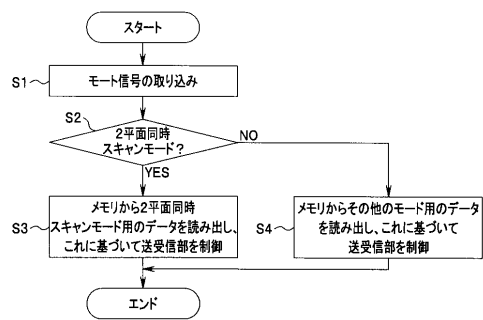 スタート
S1
モート信号の取り込み
S2
2平面同時
スキャンモード？
NO
YES
S3
メモリから2平面同時
スキャンモード用のデータを読み出し、
これに基づいて送受信部を制御
S4
メモリからその他のモード用のデータ
を読み出し、これに基づいて
送受信部を制御
エンド